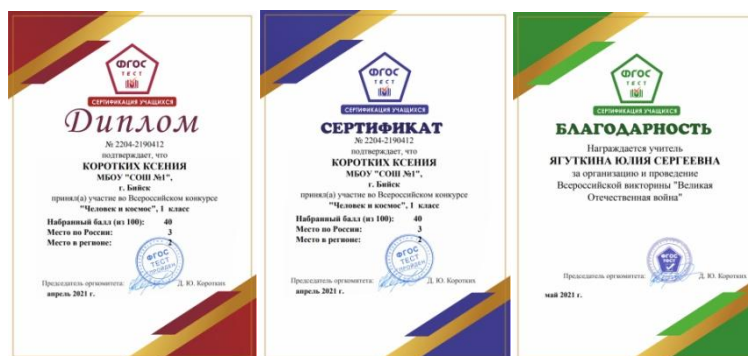 ФГОС
ТЕСТ
СЕРТИФИКАЦИЯ УЧАЩИХСЯ
Диплом
№ 2204-2190412
подтверждает, что
КОРОТКИХ КСЕНИЯ
МБОУ "СОШ №1",
г. Бийск
принял(а) участие во Всероссийском конкурсе
"Человек и космос", 1 класс
Набранный балл (из 100): 40
Место по России: 3
Место в регионе: 2
ФГОС
ТЕСТ
ПРОЙДЕН
Председатель оргкомитета: Д. Ю. Коротких
апрель 2021 г.
ФГОС
ТЕСТ
СЕРТИФИКАЦИЯ УЧАЩИХСЯ
СЕРТИФИКАТ
№ 2204-2190412
подтверждает, что
КОРОТКИХ КСЕНИЯ
МБОУ "СОШ №1",
г. Бийск
принял(а) участие во Всероссийском конкурсе
"Человек и космос", 1 класс
Набранный балл (из 100): 40
Место по России: 3
Место в регионе: 2
ФГОС
ТЕСТ
ПРОЙДЕН
Председатель оргкомитета: Д. Ю. Коротких
апрель 2021 г.
ФГОС
ТЕСТ
СЕРТИФИКАЦИЯ УЧАЩИХСЯ
БЛАГОДАРНОСТЬ
Награждается учитель
ЯГУТКИНА ЮЛИЯ СЕРГЕЕВНА
за организацию и проведение
Всероссийской викторины "Великая
Отечественная война"
Председатель оргкомитета: Д. Ю. Коротких
май 2021 г.